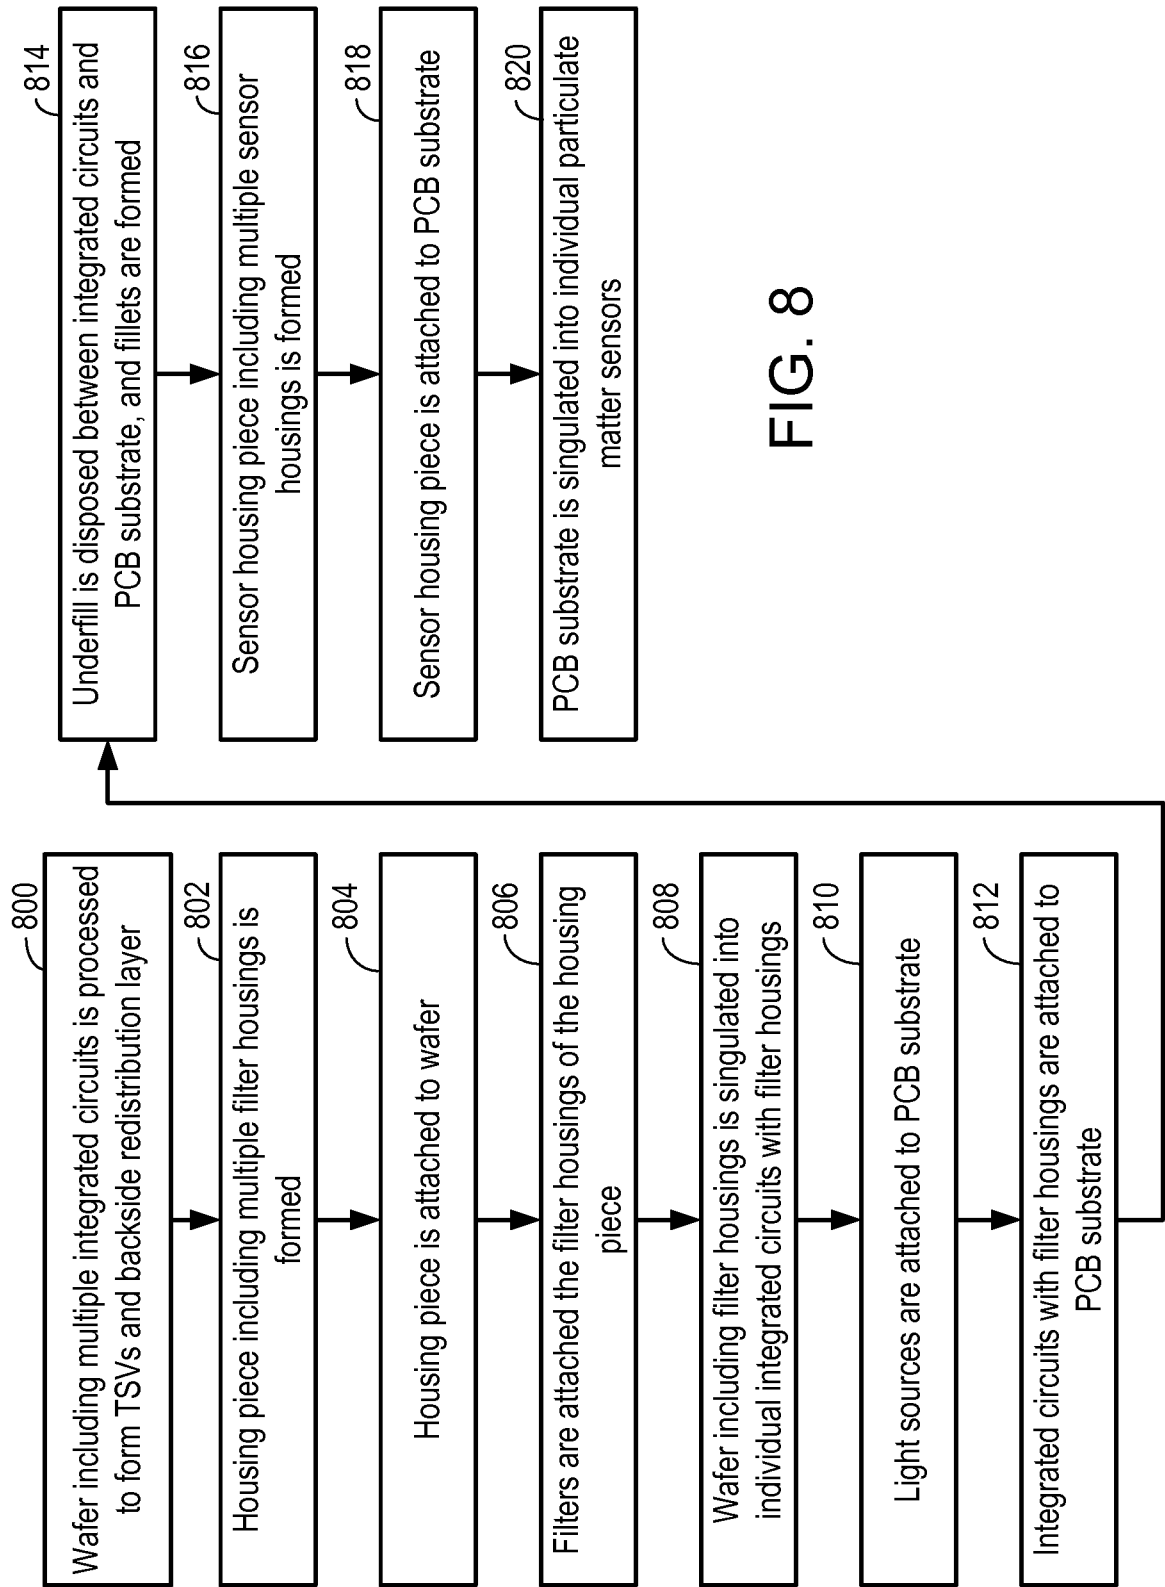 800
Wafer including multiple integrated circuits is processed
to form TSVs and backside redistribution layer
802
Housing piece including multiple filter housings is
formed
804
Housing piece is attached to wafer
806
Filters are attached the filter housings of the housing
piece
808
Wafer including filter housings is singulated into
individual integrated circuits with filter housings
810
Light sources are attached to PCB substrate
812
Integrated circuits with filter housings are attached to
PCB substrate
814
Underfill is disposed between integrated circuits and
PCB substrate, and fillets are formed
816
Sensor housing piece including multiple sensor
housings is formed
818
Sensor housing piece is attached to PCB substrate
820
PCB substrate is singulated into individual particulate
matter sensors
FIG. 8